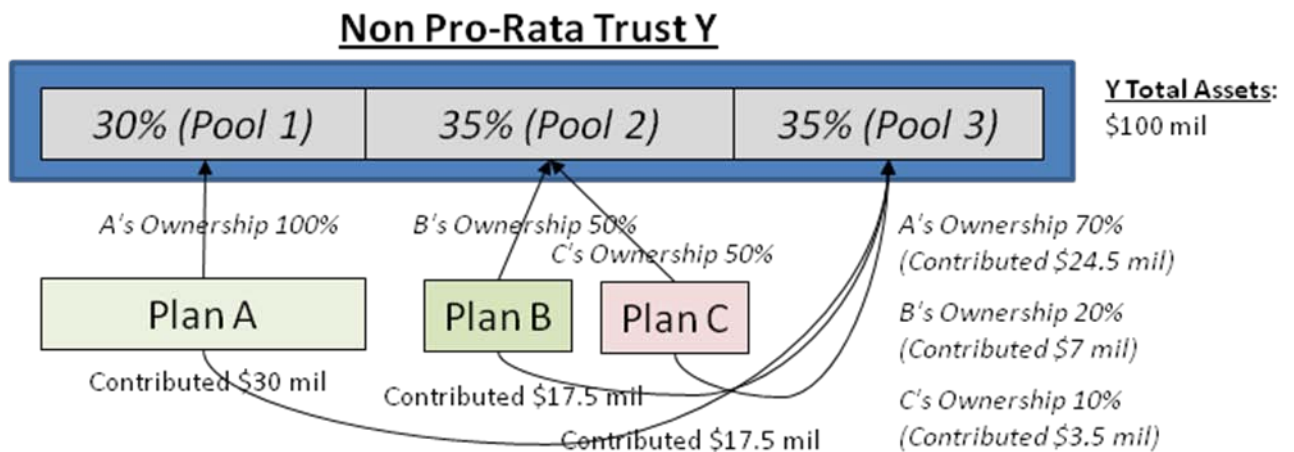 Non Pro-Rata Trust Y
30% (Pool 1)
35% (Pool 2)
35% (Pool 3)
Y Total Assets:
$100 mil
A's Ownership 100%
B's Ownership 50%
C's Ownership 50%
A's Ownership 70%
(Contributed $24.5 mil)
Plan A
Plan B
Plan C
B's Ownership 20%
(Contributed $7 mil)
Contributed $30 mil
Contributed $17.5 mil
Contributed $17.5 mil
C's Ownership 10%
(Contributed $3.5 mil)